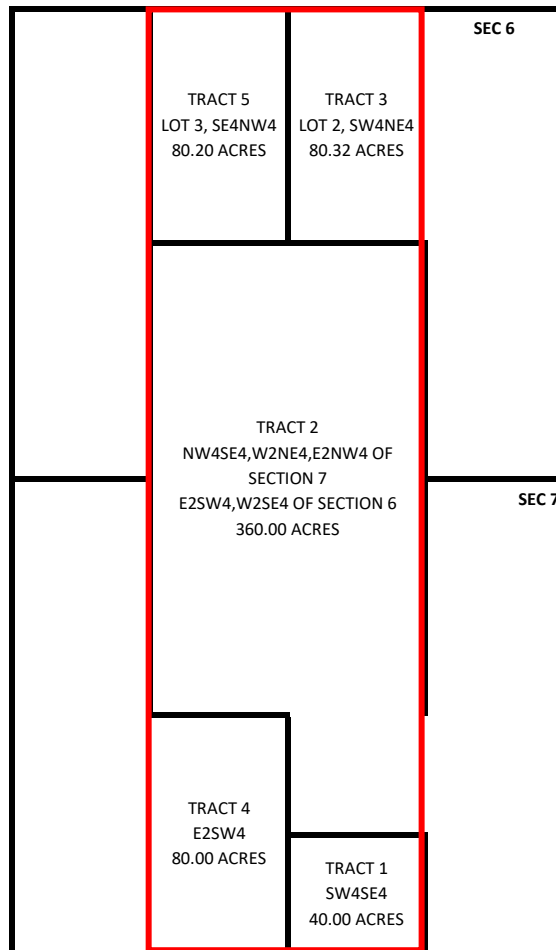 SEC 6
TRACT 5
LOT 3, SE4NW4
80.20 ACRES
TRACT 3
LOT 2, SW4NE4
80.32 ACRES
TRACT 2
NW4SE4,W2NE4,E2NW4 OF
SECTION 7
E2SW4,W2SE4 OF SECTION 6
360.00 ACRES
SEC 7
TRACT 4
E2SW4
80.00 ACRES
TRACT 1
SW4SE4
40.00 ACRES